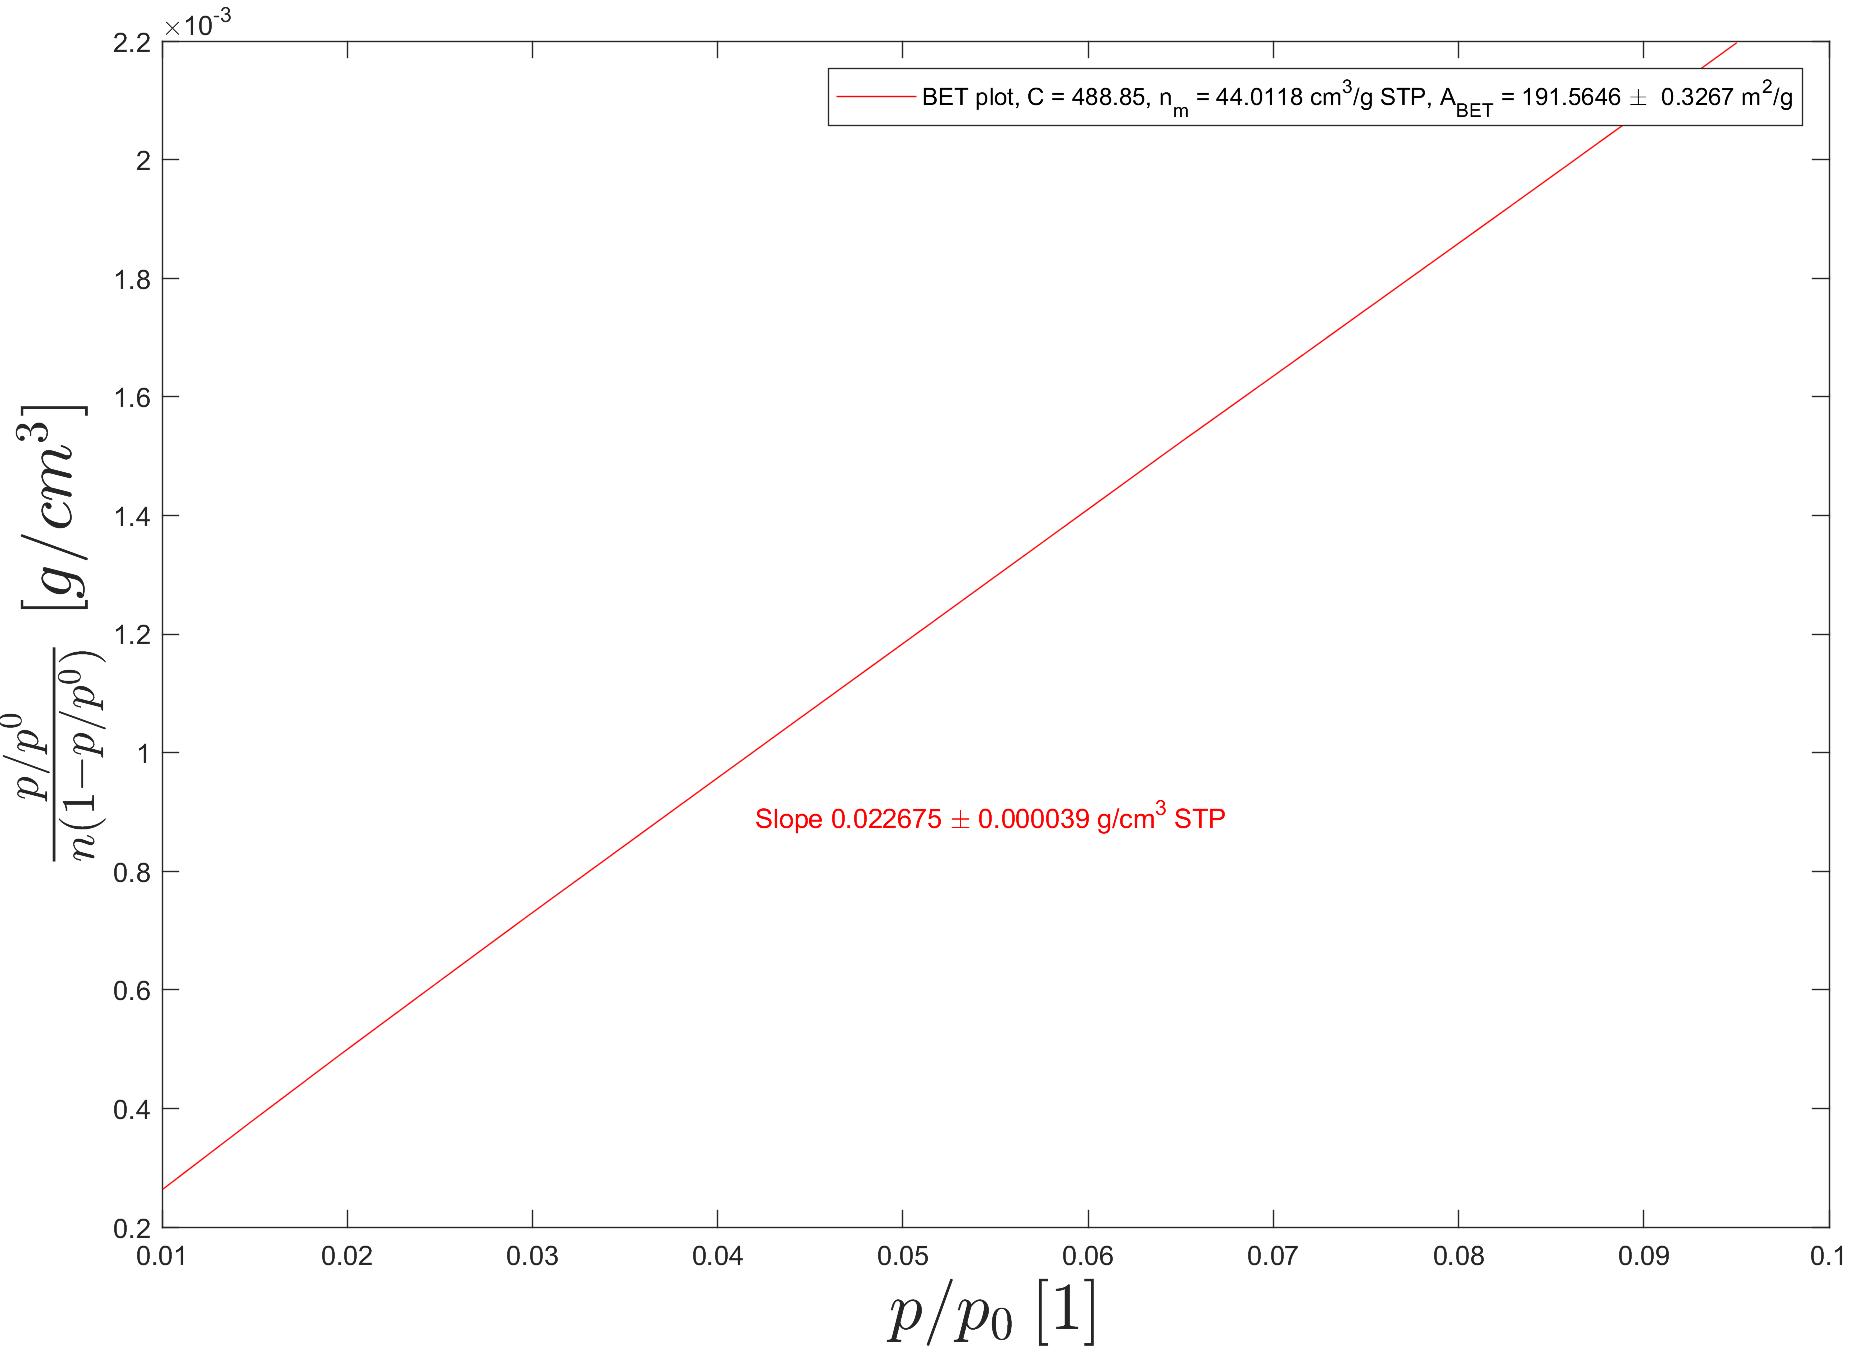 ×10⁻³
2.2
2
1.8
1.6
1.4
1.2
1
0.8
0.6
0.4
0.2
BET plot, C = 488.85, nₘ = 44.0118 cm³/g STP, A_BET = 191.5646 ± 0.3267 m²/g
Slope 0.022675 ± 0.000039 g/cm³ STP
p/p⁰
n(1−p/p⁰)
[g/cm³]
0.01 0.02 0.03 0.04 0.05 0.06 0.07 0.08 0.09 0.1
p/p₀ [1]